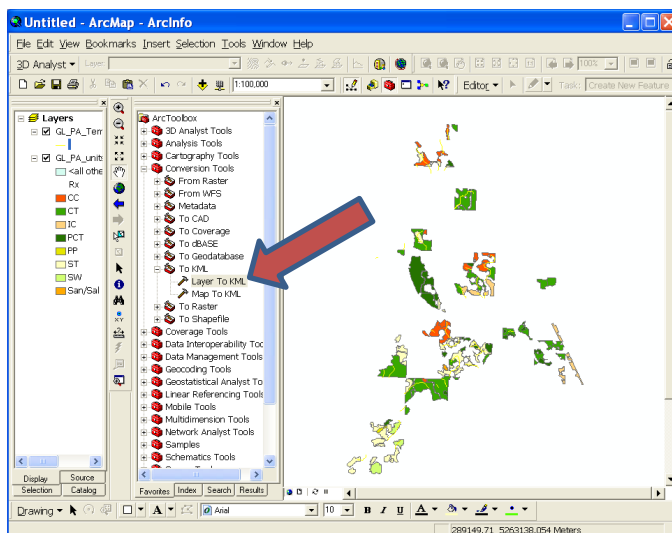 Untitled - ArcMap - ArcInfo
File Edit View Bookmarks Insert Selection Tools Window Help
3D Analyst Layer: 100%
1:100,000 Editor Task: Create New Feature
Layers
GL_PA_Tem
GL_PA_units
<all othe
Rx
CC
CT
IC
PCT
PP
ST
SW
San/Sal
Display Source
Selection Catalog
ArcToolbox
3D Analyst Tools
Analysis Tools
Cartography Tools
Conversion Tools
From Raster
From WFS
Metadata
To CAD
To Coverage
To dBASE
To Geodatabase
To KML
Layer To KML
Map To KML
To Raster
To Shapefile
Coverage Tools
Data Interoperability Too
Data Management Tools
Geocoding Tools
Geostatistical Analyst To
Linear Referencing Tools
Mobile Tools
Multidimension Tools
Network Analyst Tools
Samples
Schematics Tools
Favorites Index Search Results
Drawing A Arial 10 B I U A
289149.71 5263138.054 Meters